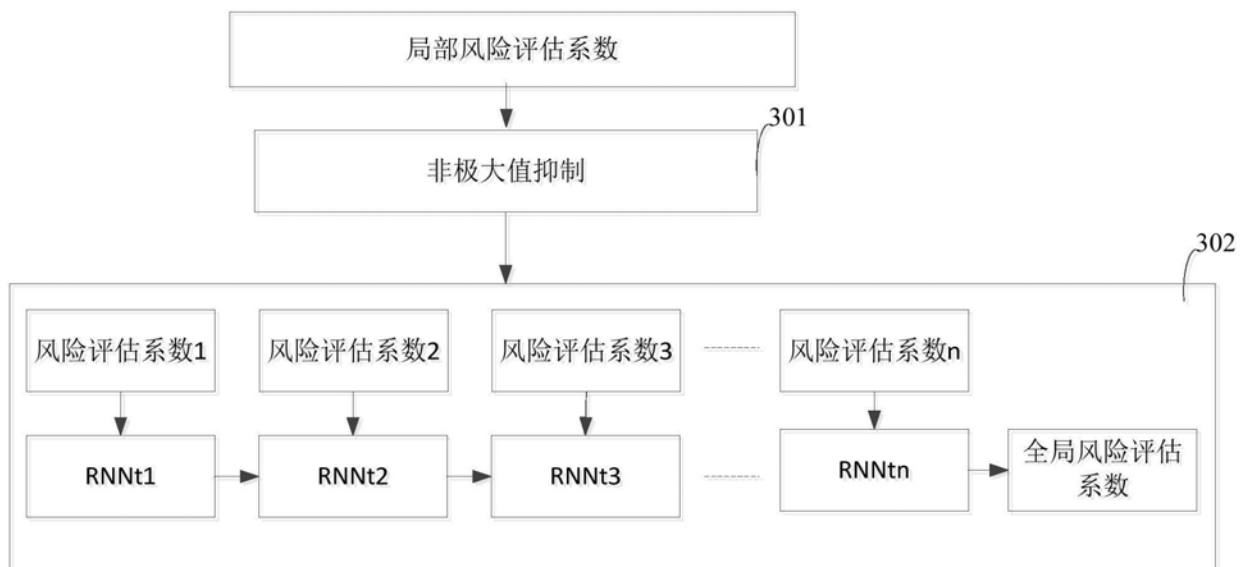 局部风险评估系数
301
非极大值抑制
302
风险评估系数1
风险评估系数2
风险评估系数3
风险评估系数n
RNNt1
RNNt2
RNNt3
RNNtn
全局风险评估
系数